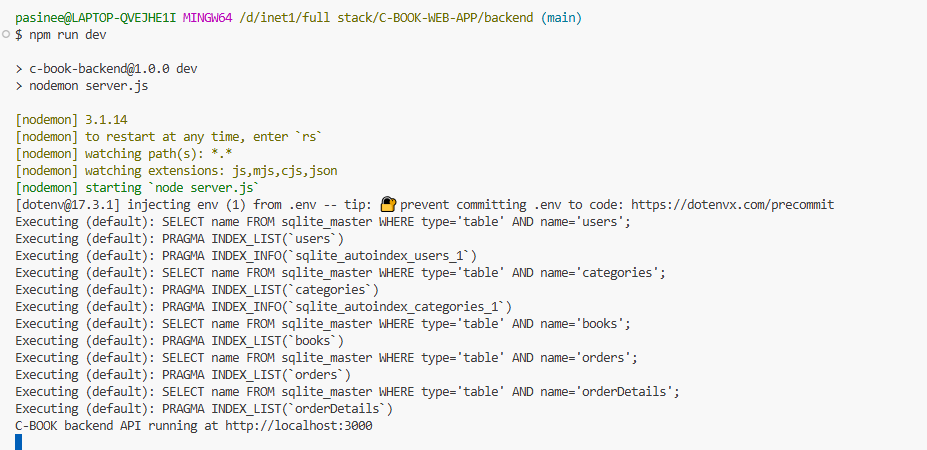 pasinee@LAPTOP-QVEJHE1I MINGW64 /d/inet1/full stack/C-BOOK-WEB-APP/backend (main)
$ npm run dev
> c-book-backend@1.0.0 dev
> nodemon server.js
[nodemon] 3.1.14
[nodemon] to restart at any time, enter `rs`
[nodemon] watching path(s): *.*
[nodemon] watching extensions: js,mjs,cjs,json
[nodemon] starting `node server.js`
[dotenv@17.3.1] injecting env (1) from .env -- tip: 🔐 prevent committing .env to code: https://dotenvx.com/precommit
Executing (default): SELECT name FROM sqlite_master WHERE type='table' AND name='users';
Executing (default): PRAGMA INDEX_LIST(`users`)
Executing (default): PRAGMA INDEX_INFO(`sqlite_autoindex_users_1`)
Executing (default): SELECT name FROM sqlite_master WHERE type='table' AND name='categories';
Executing (default): PRAGMA INDEX_LIST(`categories`)
Executing (default): PRAGMA INDEX_INFO(`sqlite_autoindex_categories_1`)
Executing (default): SELECT name FROM sqlite_master WHERE type='table' AND name='books';
Executing (default): PRAGMA INDEX_LIST(`books`)
Executing (default): SELECT name FROM sqlite_master WHERE type='table' AND name='orders';
Executing (default): PRAGMA INDEX_LIST(`orders`)
Executing (default): SELECT name FROM sqlite_master WHERE type='table' AND name='orderDetails';
Executing (default): PRAGMA INDEX_LIST(`orderDetails`)
C-BOOK backend API running at http://localhost:3000